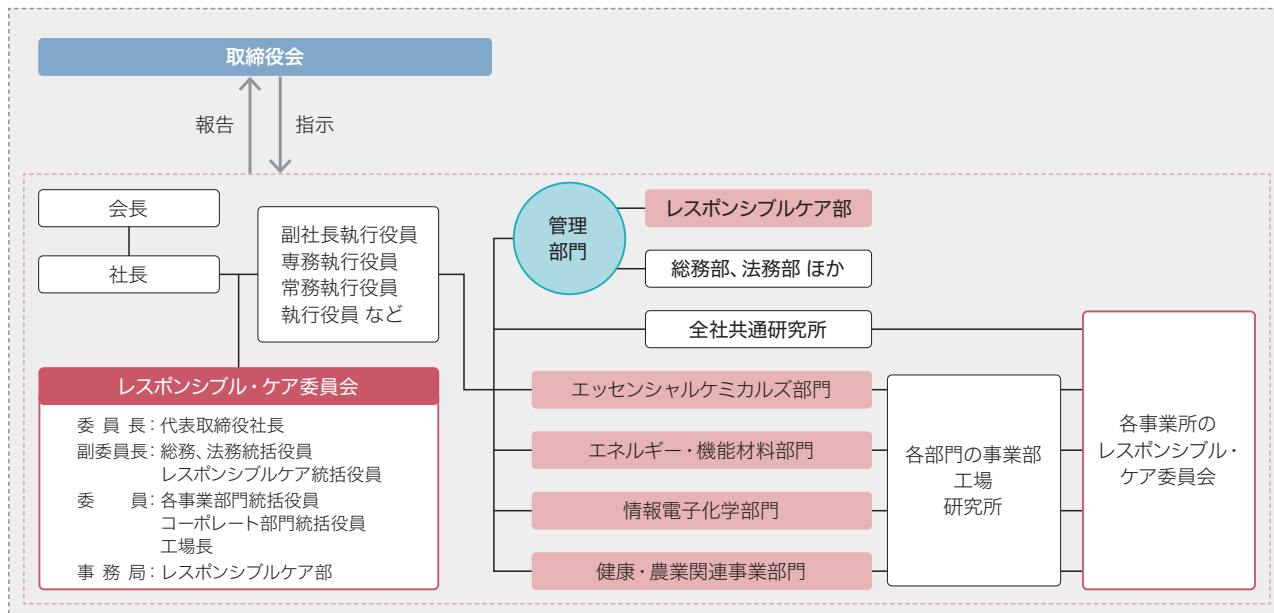 取締役会
報告
指示
会長
社長
副社長執行役員
専務執行役員
常務執行役員
執行役員 など
レスポンシブル・ケア委員会
委 員 長：代表取締役社長
副委員長：総務、法務統括役員
レスポンシブルケア統括役員
委　　員：各事業部門統括役員
コーポレート部門統括役員
工場長
事 務 局：レスポンシブルケア部
管理
部門
レスポンシブルケア部
総務部、法務部 ほか
全社共通研究所
エッセンシャルケミカルズ部門
エネルギー・機能材料部門
情報電子化学部門
健康・農業関連事業部門
各部門の事業部
工場
研究所
各事業所の
レスポンシブル・
ケア委員会